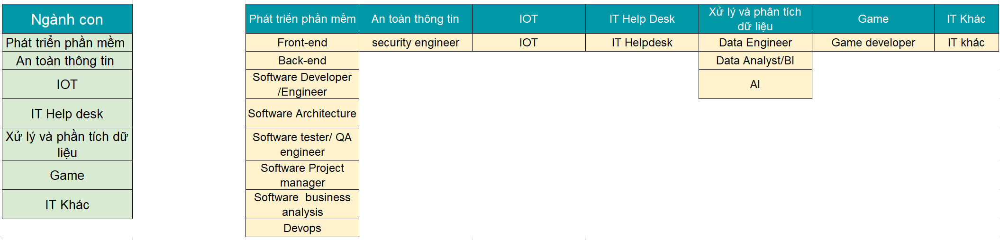 Ngành con
Phát triển phần mềm
An toàn thông tin
IOT
IT Help desk
Xử lý và phần tích dữ
liệu
Game
IT Khác
Phát triển phần mềm
An toàn thông tin
IOT
IT Help Desk
Xử lý và phân tích
dữ liệu
Game
IT Khác
Front-end
security engineer
IOT
IT Helpdesk
Data Engineer
Game developer
IT khác
Back-end
Data Analyst/BI
Software Developer
/Engineer
AI
Software Architecture
Software tester/ QA
engineer
Software Project
manager
Software  business
analysis
Devops